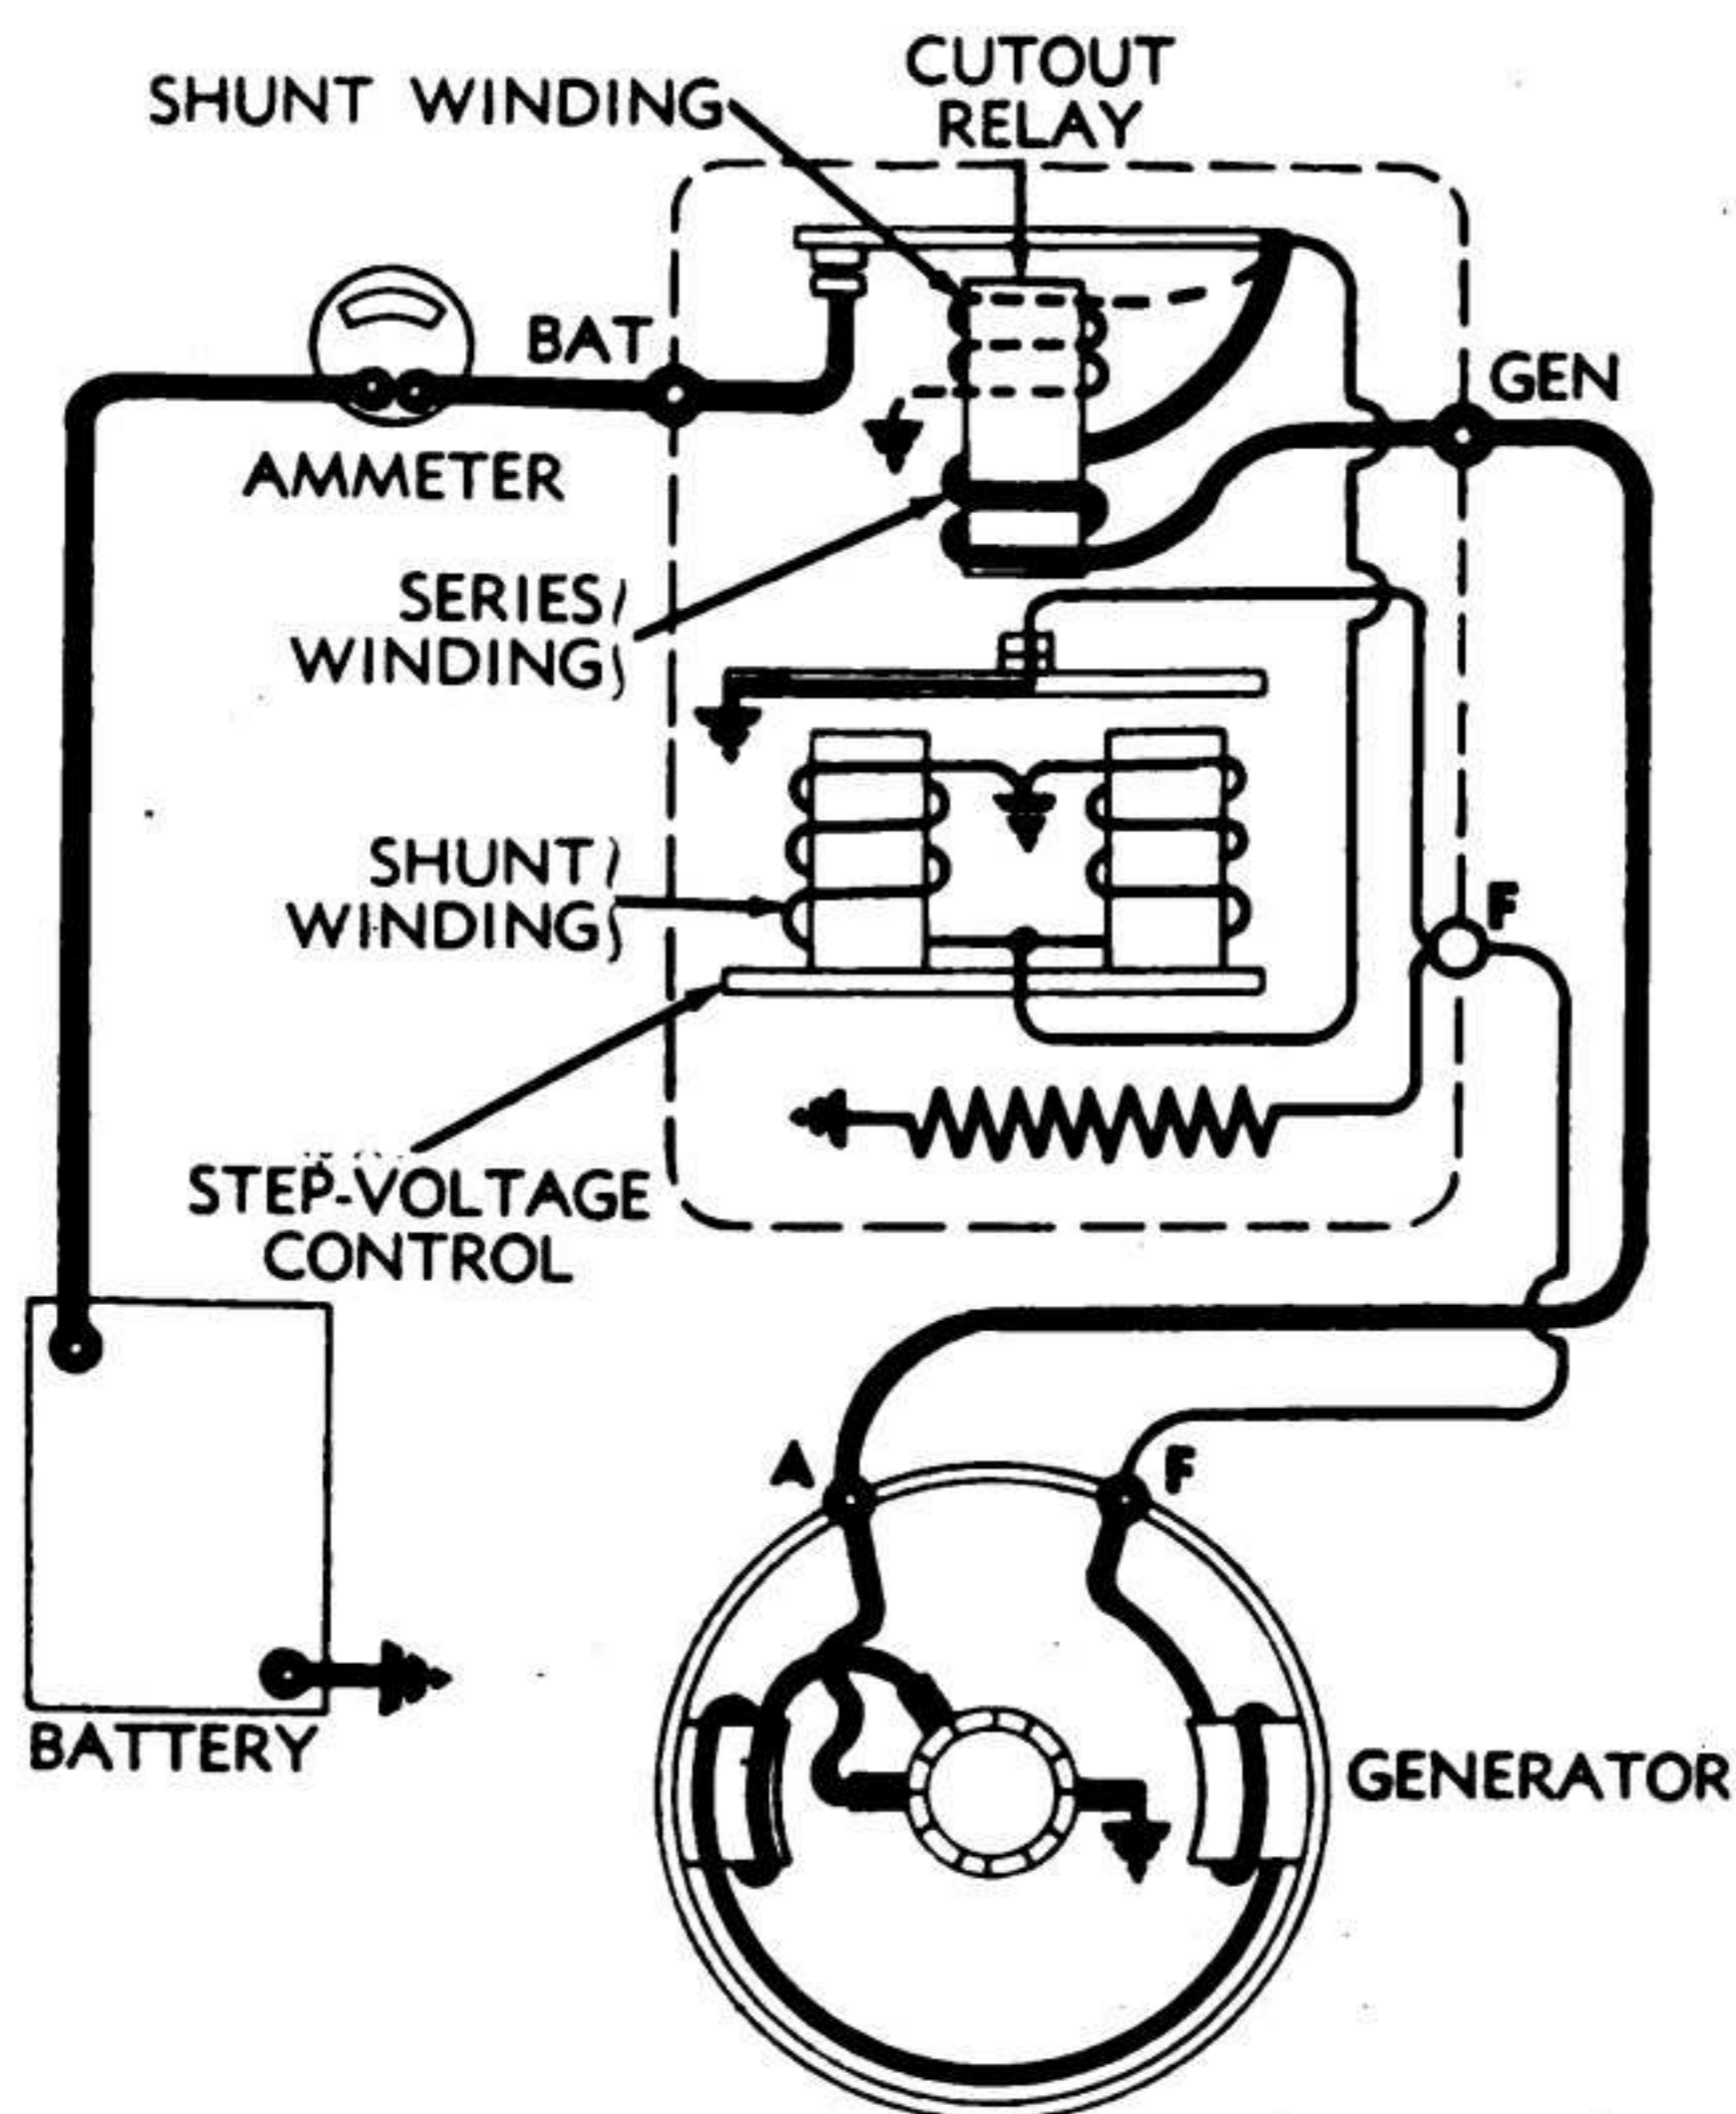 SHUNT WINDING
CUTOUT
RELAY
BAT
GEN
AMMETER
SERIES
WINDING
SHUNT
WINDING
F
STEP-VOLTAGE
CONTROL
A
F
BATTERY
GENERATOR